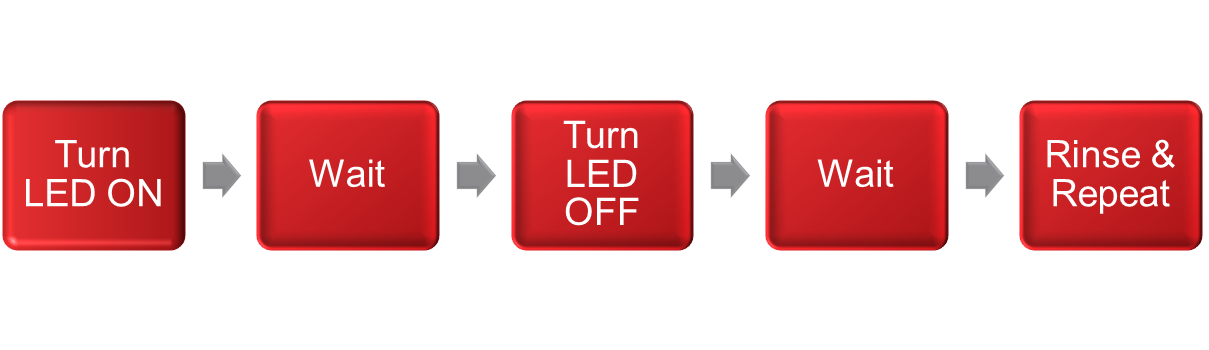 Turn
LED ON
Wait
Turn
LED
OFF
Wait
Rinse &
Repeat